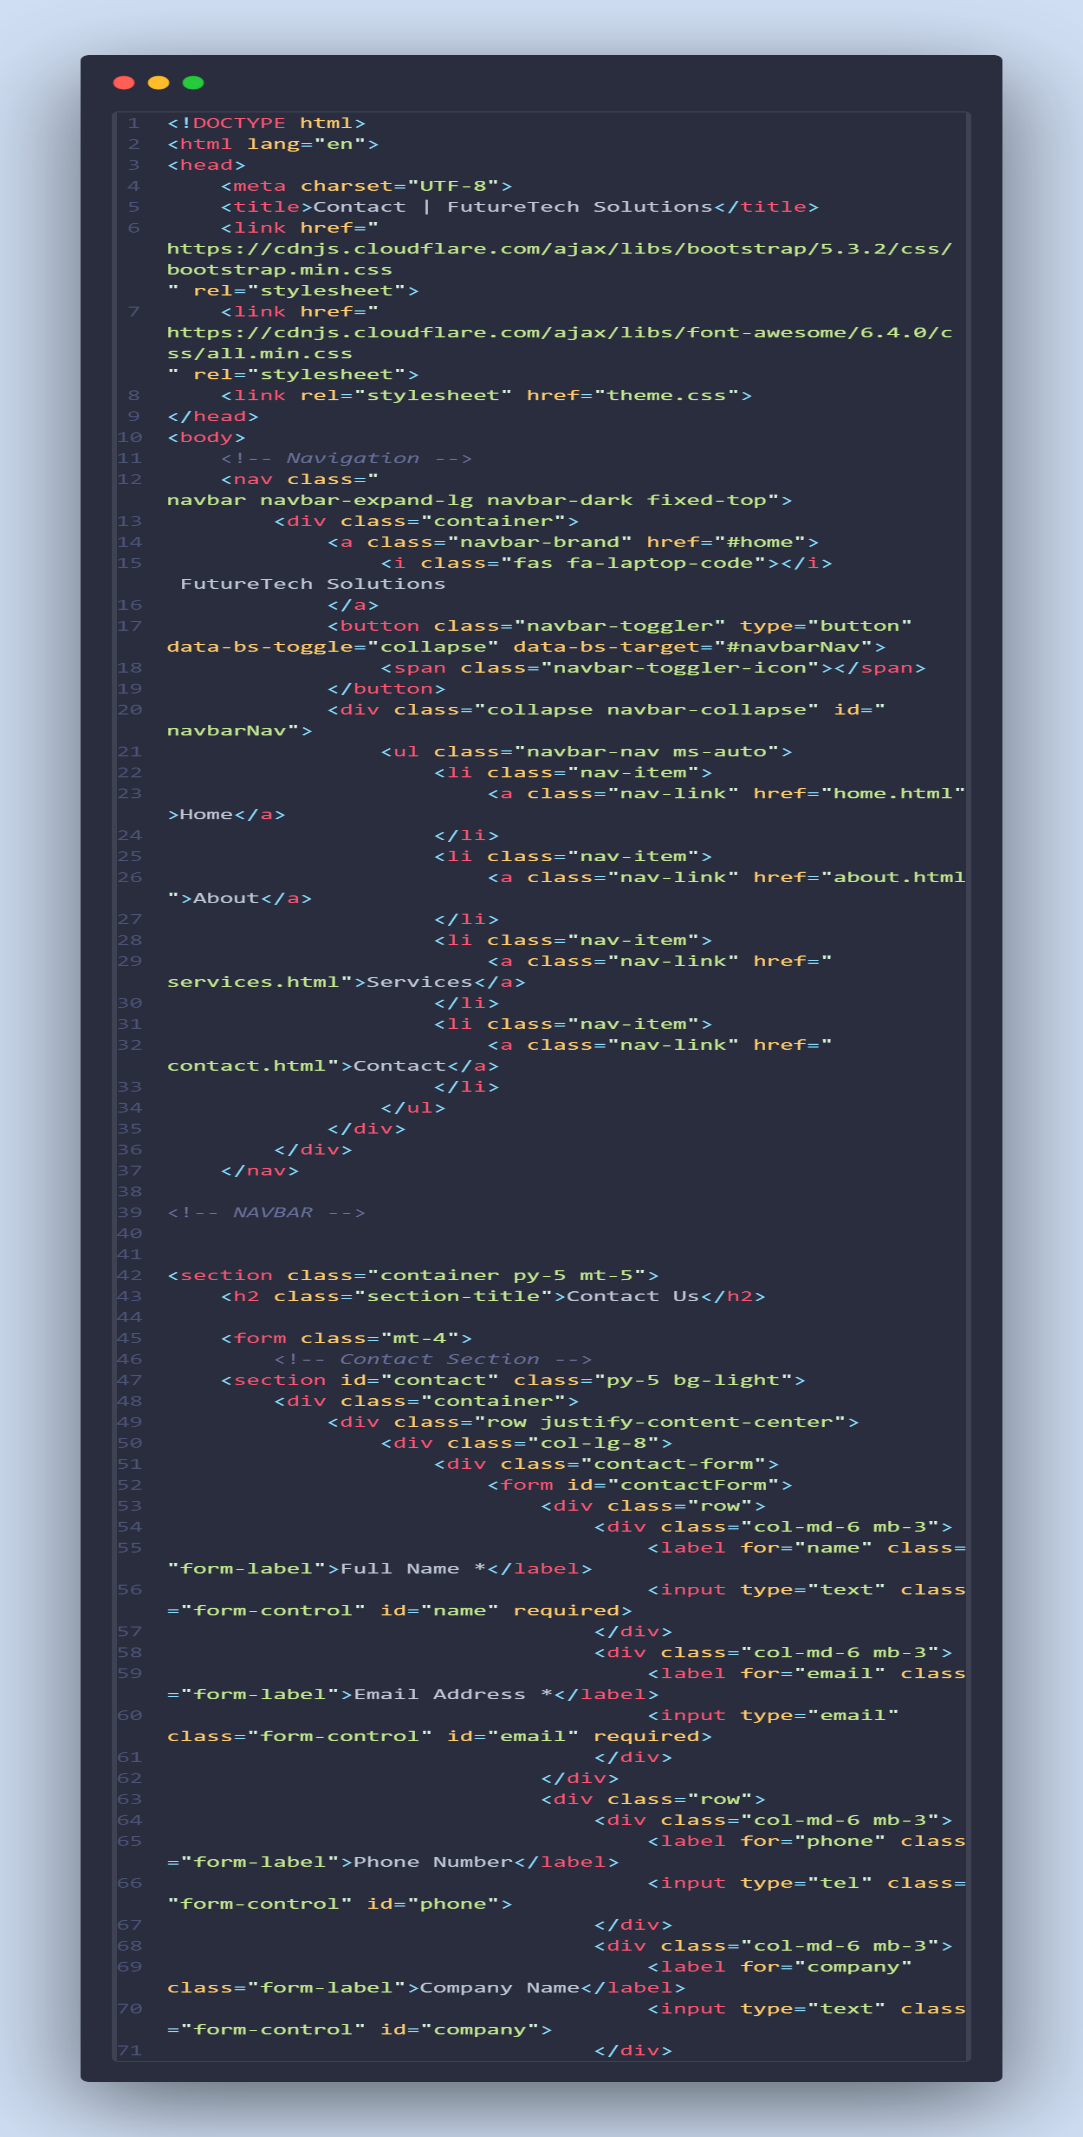 1 <!DOCTYPE html>
2 <html lang="en">
3 <head>
4     <meta charset="UTF-8">
5     <title>Contact | FutureTech Solutions</title>
6     <link href="
https://cdnjs.cloudflare.com/ajax/libs/bootstrap/5.3.2/css/
bootstrap.min.css
" rel="stylesheet">
7     <link href="
https://cdnjs.cloudflare.com/ajax/libs/font-awesome/6.4.0/c
ss/all.min.css
" rel="stylesheet">
8     <link rel="stylesheet" href="theme.css">
9 </head>
10 <body>
11     <!-- Navigation -->
12     <nav class="
navbar navbar-expand-lg navbar-dark fixed-top">
13         <div class="container">
14             <a class="navbar-brand" href="#home">
15                 <i class="fas fa-laptop-code"></i>
 FutureTech Solutions
16             </a>
17             <button class="navbar-toggler" type="button"
data-bs-toggle="collapse" data-bs-target="#navbarNav">
18                 <span class="navbar-toggler-icon"></span>
19             </button>
20             <div class="collapse navbar-collapse" id="
navbarNav">
21                 <ul class="navbar-nav ms-auto">
22                     <li class="nav-item">
23                         <a class="nav-link" href="home.html"
>Home</a>
24                     </li>
25                     <li class="nav-item">
26                         <a class="nav-link" href="about.html
">About</a>
27                     </li>
28                     <li class="nav-item">
29                         <a class="nav-link" href="
services.html">Services</a>
30                     </li>
31                     <li class="nav-item">
32                         <a class="nav-link" href="
contact.html">Contact</a>
33                     </li>
34                 </ul>
35             </div>
36         </div>
37     </nav>
38
39 <!-- NAVBAR -->
40
41
42 <section class="container py-5 mt-5">
43     <h2 class="section-title">Contact Us</h2>
44
45     <form class="mt-4">
46         <!-- Contact Section -->
47     <section id="contact" class="py-5 bg-light">
48         <div class="container">
49             <div class="row justify-content-center">
50                 <div class="col-lg-8">
51                     <div class="contact-form">
52                         <form id="contactForm">
53                             <div class="row">
54                                 <div class="col-md-6 mb-3">
55                                     <label for="name" class=
"form-label">Full Name *</label>
56                                     <input type="text" class
="form-control" id="name" required>
57                                 </div>
58                                 <div class="col-md-6 mb-3">
59                                     <label for="email" class
="form-label">Email Address *</label>
60                                     <input type="email"
class="form-control" id="email" required>
61                                 </div>
62                             </div>
63                             <div class="row">
64                                 <div class="col-md-6 mb-3">
65                                     <label for="phone" class
="form-label">Phone Number</label>
66                                     <input type="tel" class=
"form-control" id="phone">
67                                 </div>
68                                 <div class="col-md-6 mb-3">
69                                     <label for="company"
class="form-label">Company Name</label>
70                                     <input type="text" class
="form-control" id="company">
71                                 </div>